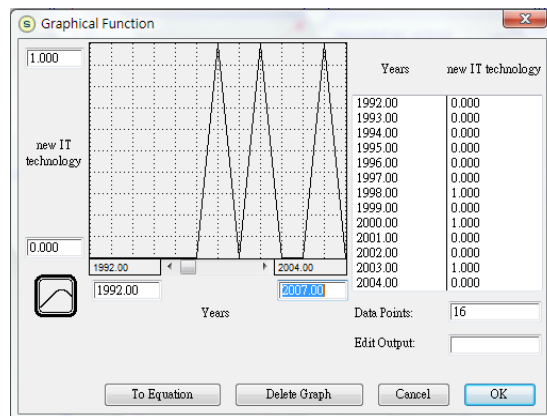 Graphical Function
1.000
new IT
technology
0.000
1992.00 2004.00
1992.00 2007.00
Years
Years new IT technology
1992.00 0.000
1993.00 0.000
1994.00 0.000
1995.00 0.000
1996.00 0.000
1997.00 0.000
1998.00 1.000
1999.00 0.000
2000.00 1.000
2001.00 0.000
2002.00 0.000
2003.00 1.000
2004.00 0.000
Data Points: 16
Edit Output:
To Equation Delete Graph Cancel OK